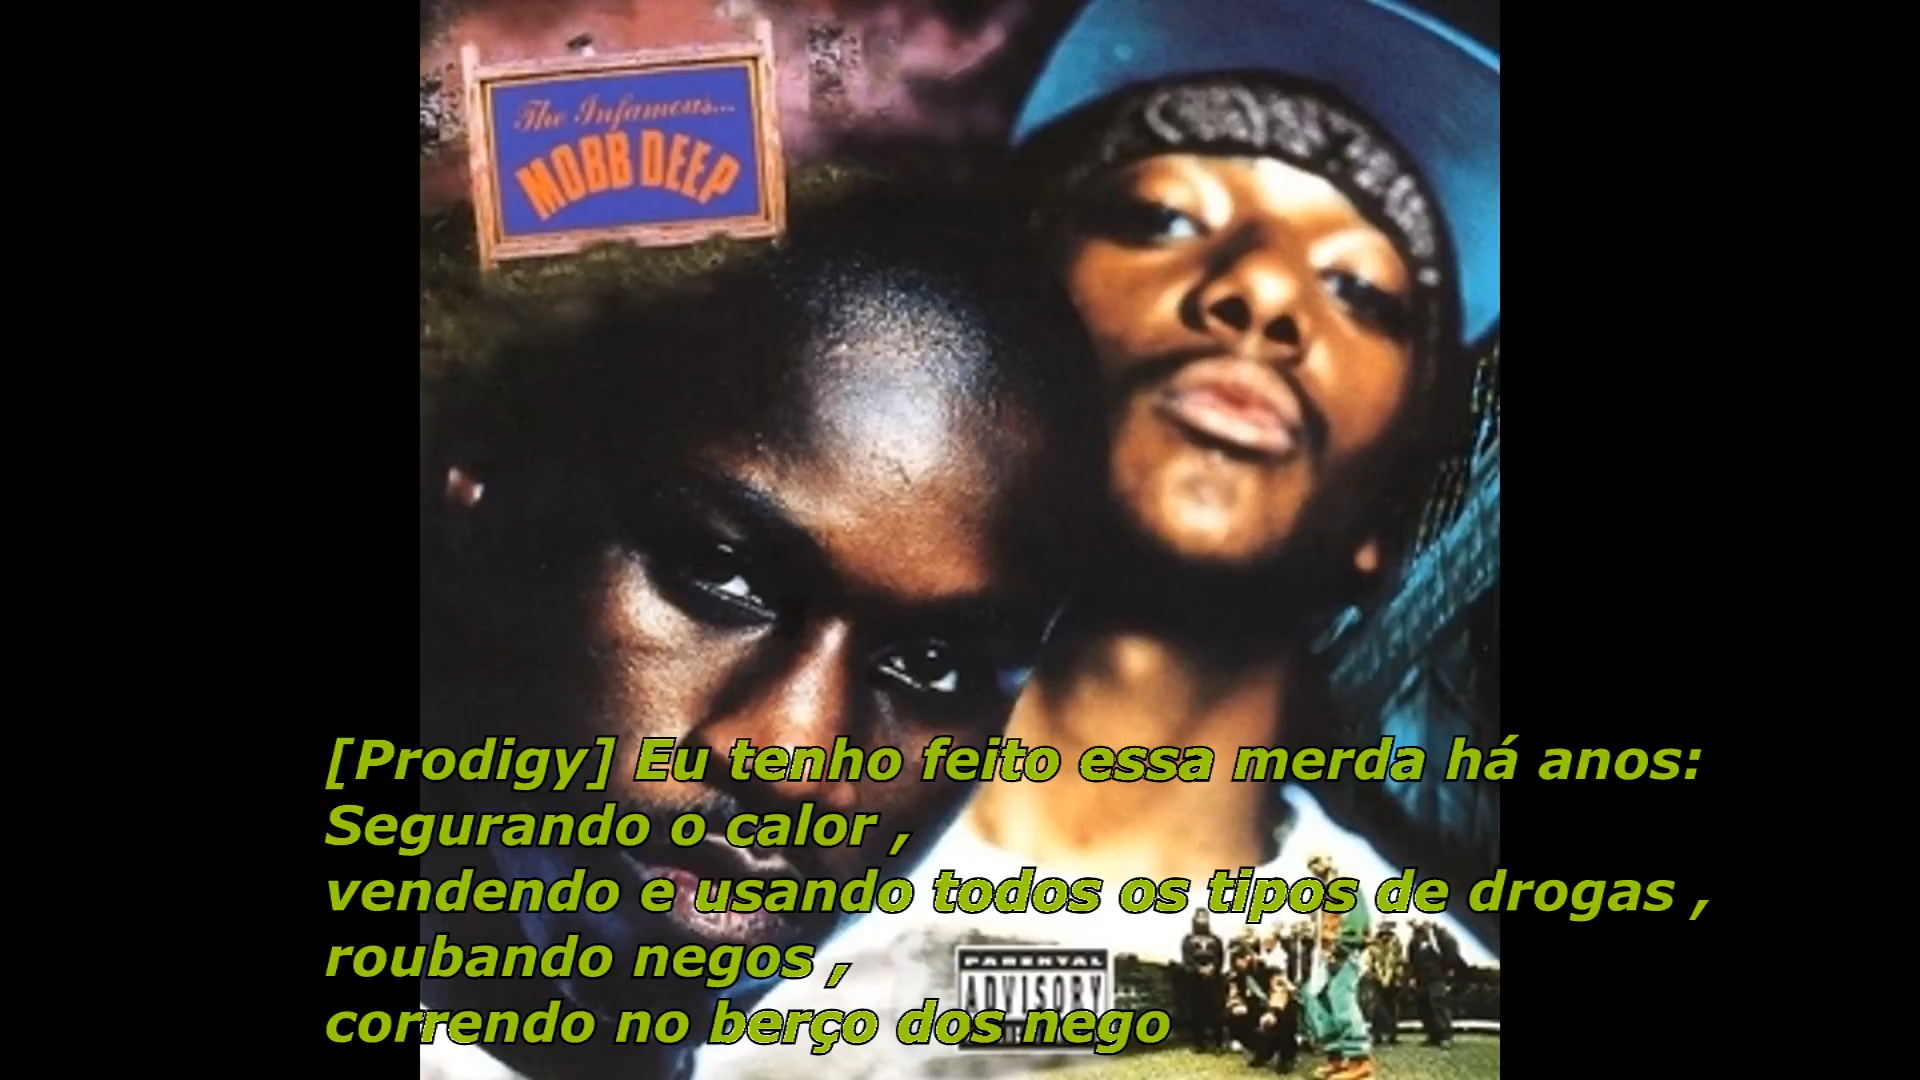 The Infamous...
MOBB DEEP
[Prodigy] Eu tenho feito essa merda há anos:
Segurando o calor ,
vendendo e usando todos os tipos de drogas ,
roubando negos ,
correndo no berço dos nego
PARENTAL
ADVISORY